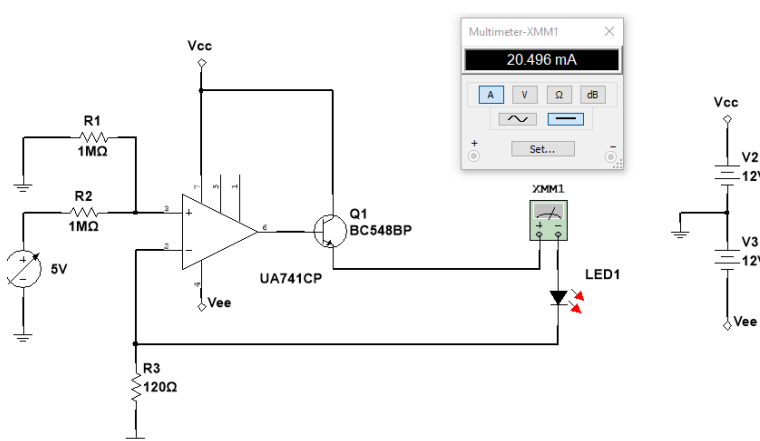 Multimeter-XMM1
20.496 mA
A
V
Ω
dB
+
Set...
−
Vcc
R1
1MΩ
R2
1MΩ
5V
3
2
7
5
1
6
4
+
−
UA741CP
Vee
Q1
BC548BP
XMM1
+ −
LED1
R3
120Ω
Vcc
V2
12V
V3
12V
Vee